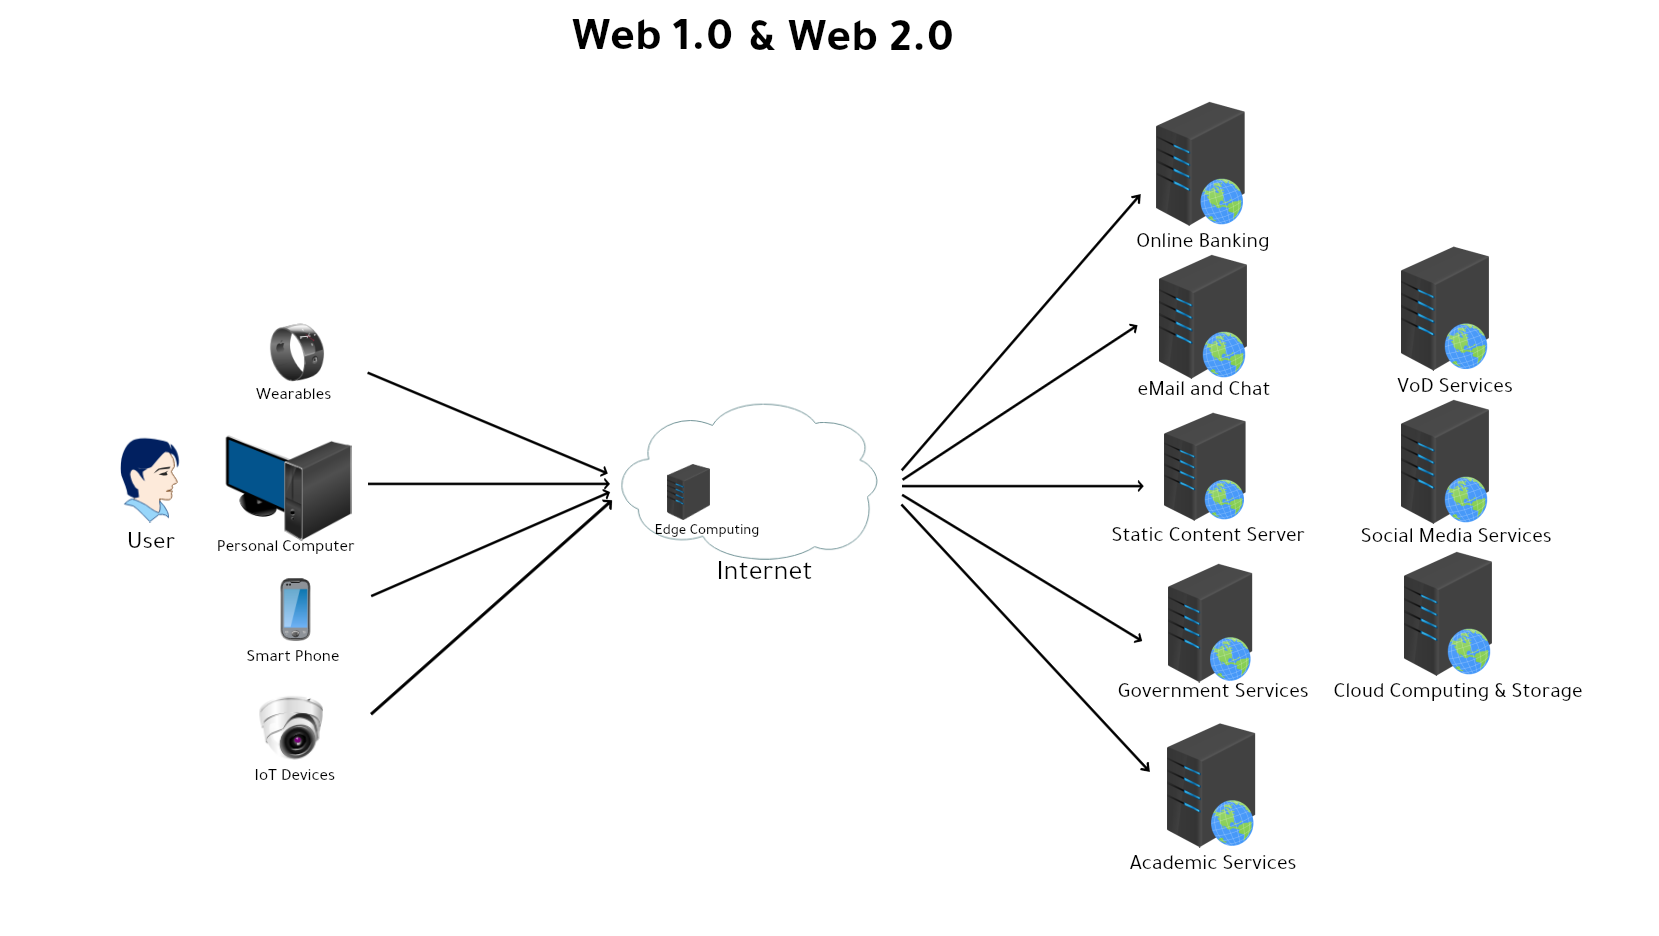 Web 1.0 & Web 2.0
Wearables
User
Personal Computer
Smart Phone
IoT Devices
Edge Computing
Internet
Online Banking
eMail and Chat
Static Content Server
Government Services
Academic Services
VoD Services
Social Media Services
Cloud Computing & Storage